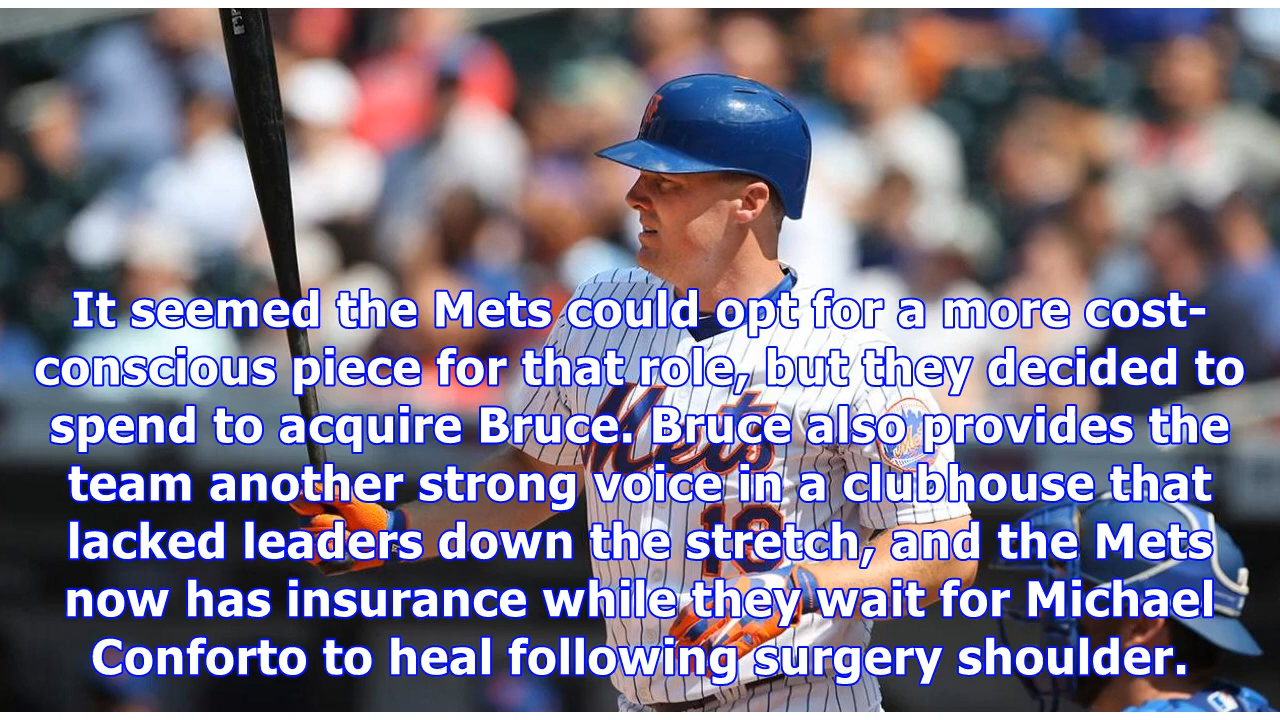 It seemed the Mets could opt for a more cost-
conscious piece for that role, but they decided to
spend to acquire Bruce. Bruce also provides the
team another strong voice in a clubhouse that
lacked leaders down the stretch, and the Mets
now has insurance while they wait for Michael
Conforto to heal following surgery shoulder.
Mets
19